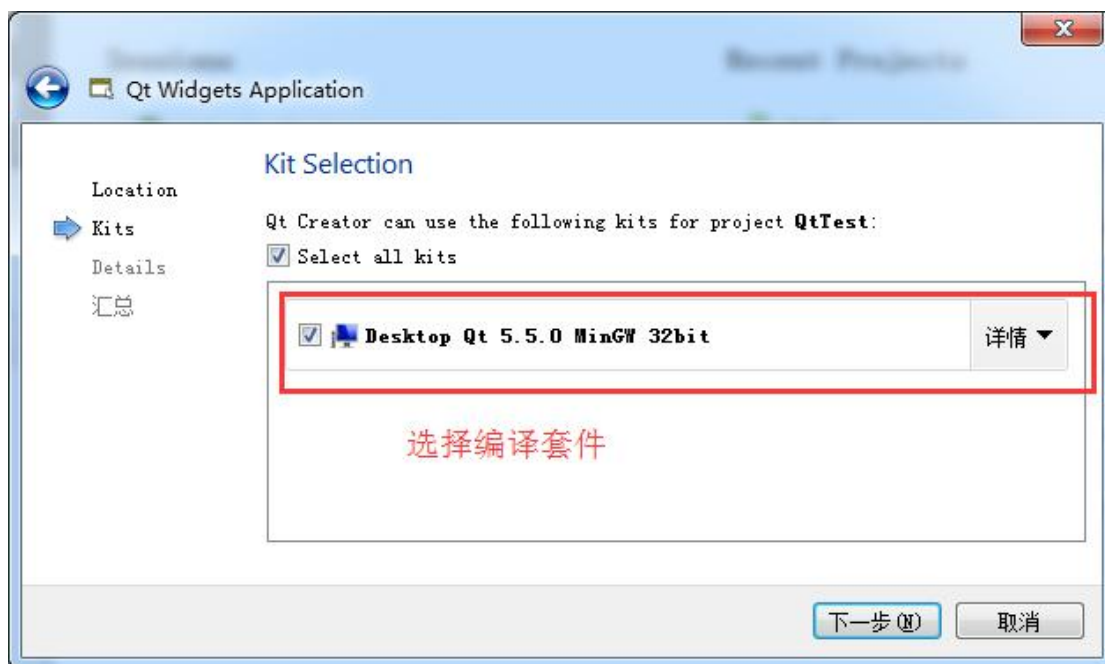 Recent Projects
Qt Widgets Application
Kit Selection
Location
Kits
Details
汇总
Qt Creator can use the following kits for project QtTest:
Select all kits
Desktop Qt 5.5.0 MinGW 32bit
详情
选择编译套件
下一步(N)
取消